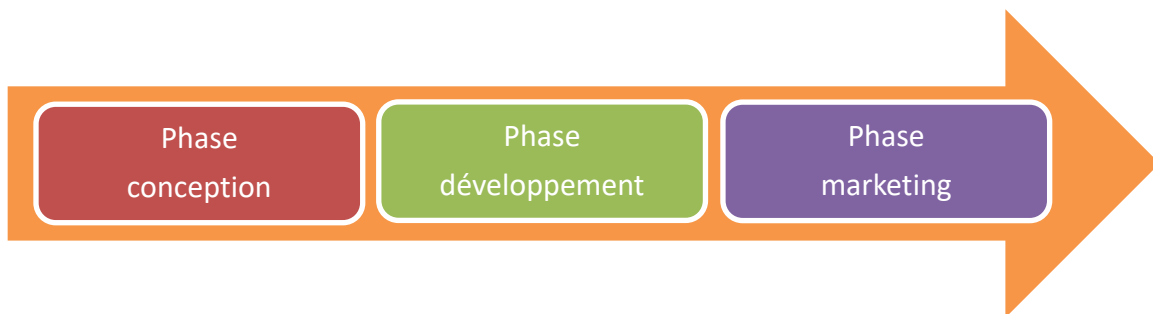 Phase
conception
Phase
développement
Phase
marketing